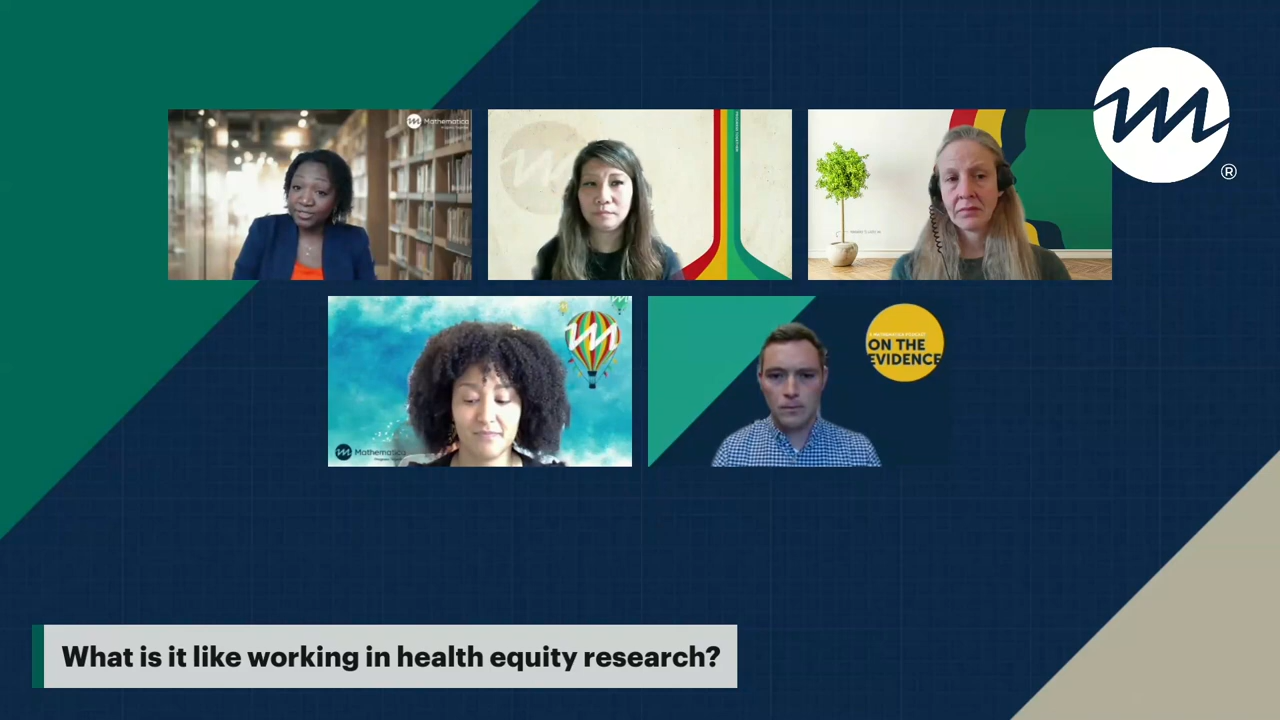 Mathematica
ON THE
EVIDENCE
Mathematica
What is it like working in health equity research?
®